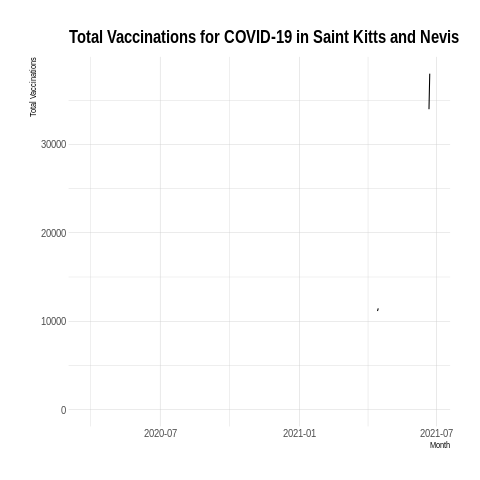 Total Vaccinations for COVID-19 in Saint Kitts and Nevis
Total Vaccinations
30000
20000
10000
0
2020-07 2021-01 2021-07
Month